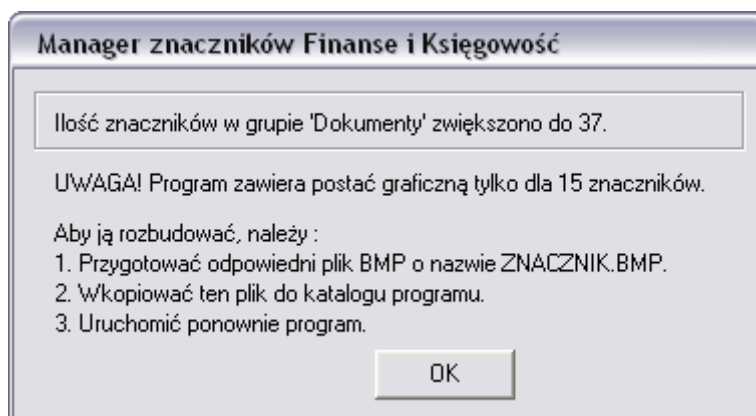 Manager znaczników Finanse i Księgowość
Ilość znaczników w grupie 'Dokumenty' zwiększono do 37.
UWAGA! Program zawiera postać graficzną tylko dla 15 znaczników.
Aby ją rozbudować, należy :
1. Przygotować odpowiedni plik BMP o nazwie ZNACZNIK.BMP.
2. Wkopiować ten plik do katalogu programu.
3. Uruchomić ponownie program.
OK